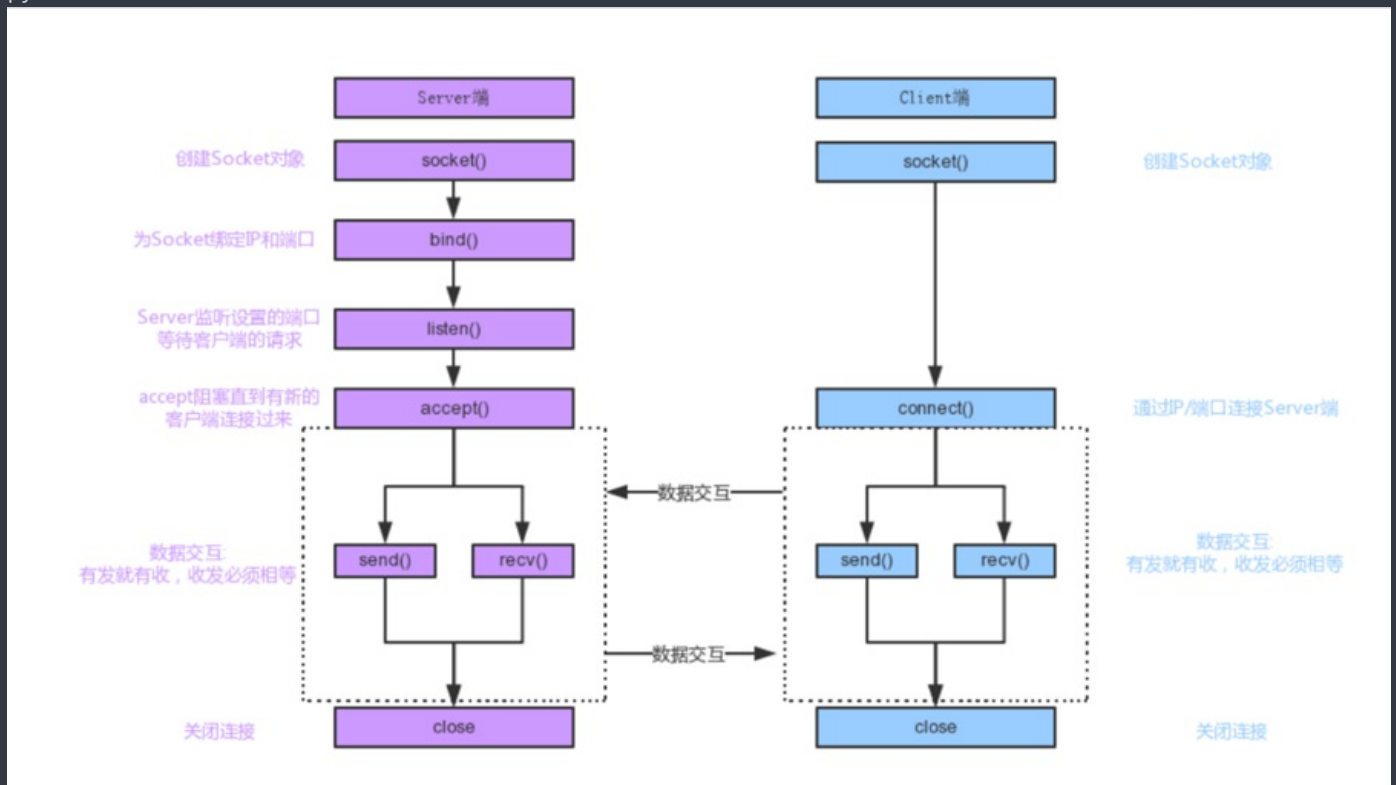 Server端
Client端
创建Socket对象
socket()
socket()
创建Socket对象
为Socket绑定IP和端口
bind()
Server监听设置的端口
等待客户端的请求
listen()
accept阻塞直到有新的
客户端连接过来
accept()
connect()
通过IP/端口连接Server端
数据交互
数据交互:
有发就有收，收发必须相等
send()
recv()
send()
recv()
数据交互:
有发就有收，收发必须相等
数据交互
关闭连接
close
close
关闭连接